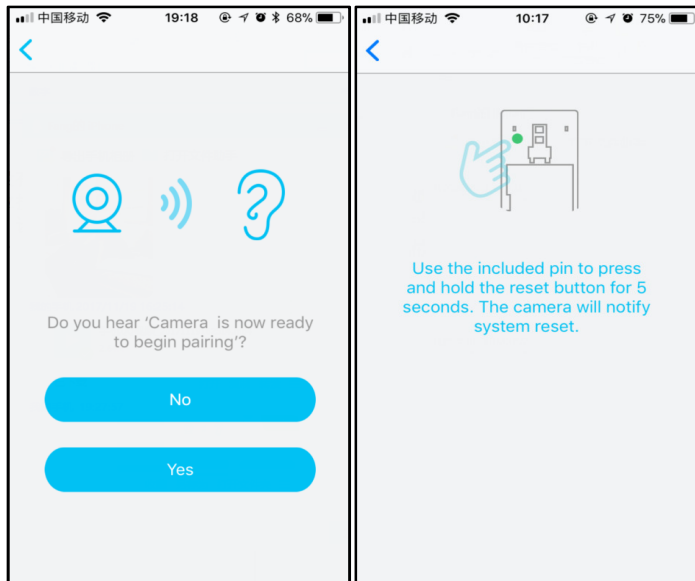 中国移动 19:18 68%
Do you hear 'Camera is now ready
to begin pairing'?
No
Yes
中国移动 10:17 75%
Use the included pin to press
and hold the reset button for 5
seconds. The camera will notify
system reset.